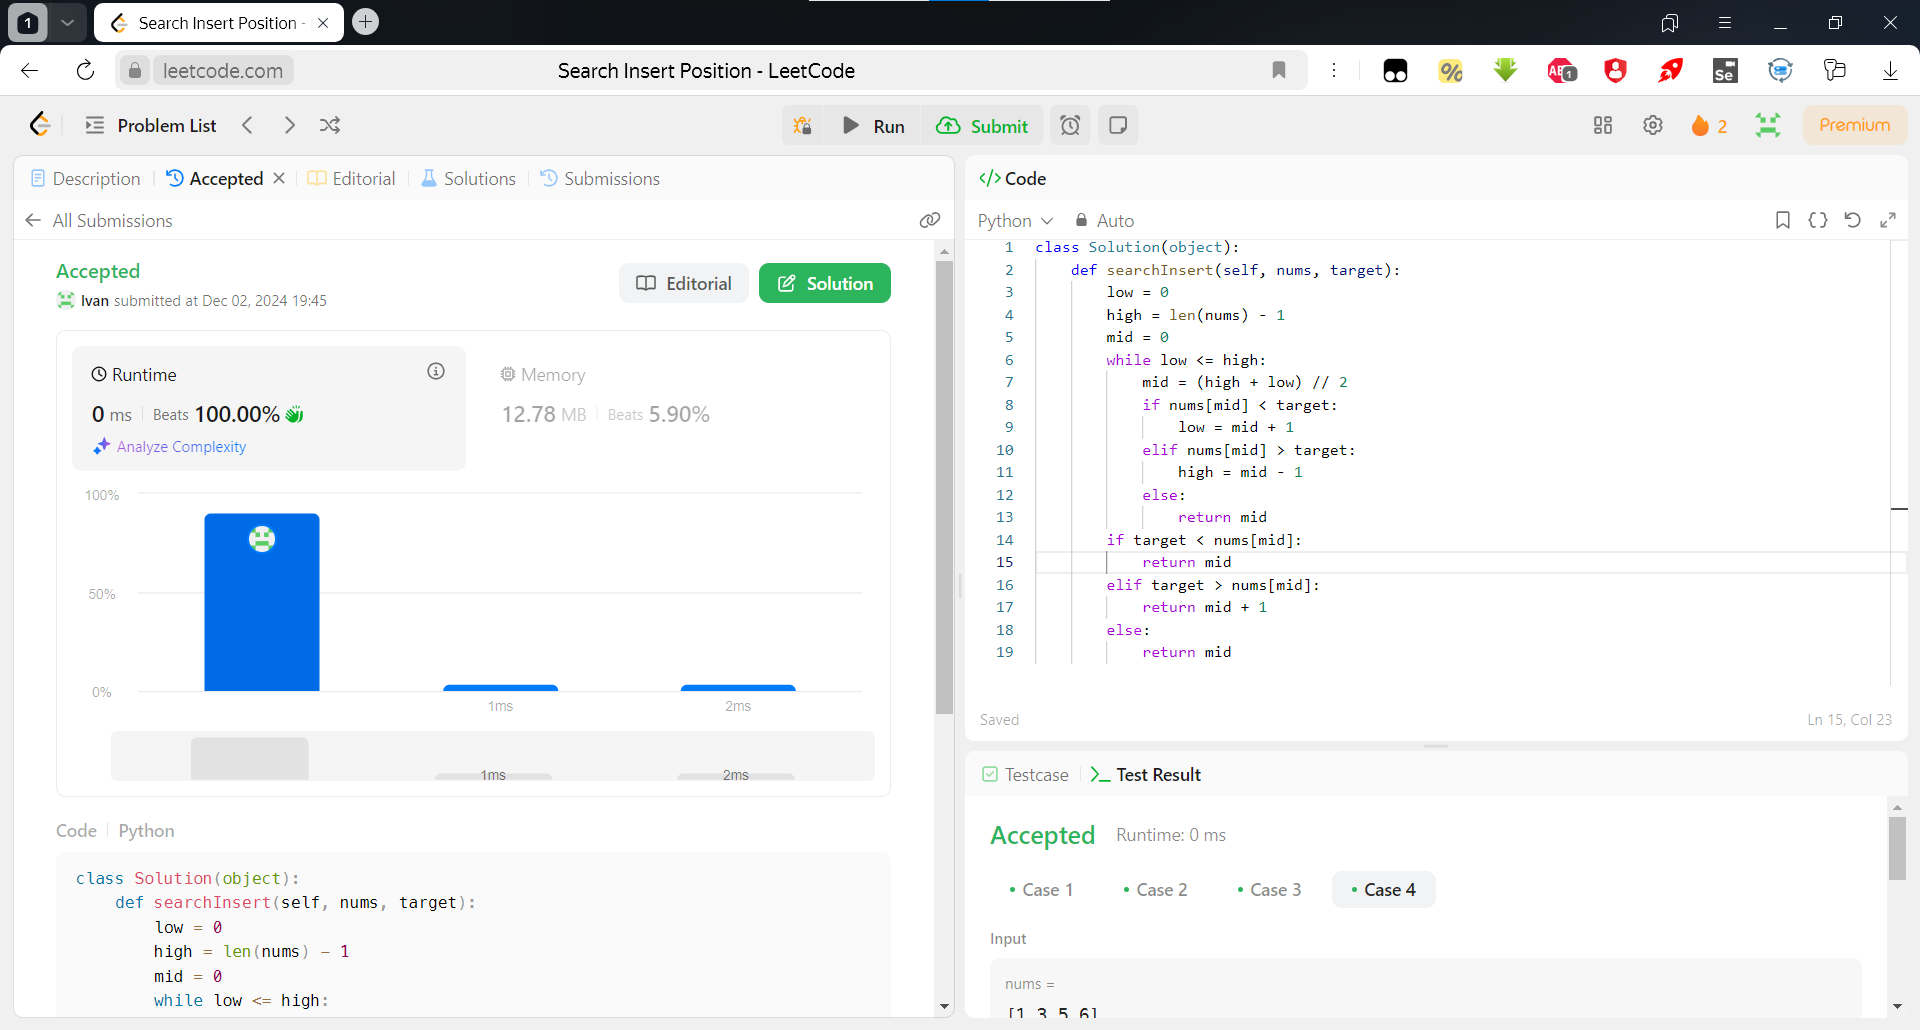 1
Search Insert Position -
leetcode.com
Search Insert Position - LeetCode
%
1
Se
Problem List
Run
Submit
2
Premium
Description
Accepted
Editorial
Solutions
Submissions
All Submissions
Accepted
Ivan submitted at Dec 02, 2024 19:45
Editorial
Solution
Runtime
0 ms
Beats 100.00%
Analyze Complexity
Memory
12.78 MB
Beats 5.90%
100%
50%
0%
1ms
2ms
1ms
2ms
Code
Python
class Solution(object):
def searchInsert(self, nums, target):
low = 0
high = len(nums) - 1
mid = 0
while low <= high:
</> Code
Python
Auto
1 class Solution(object):
2 def searchInsert(self, nums, target):
3 low = 0
4 high = len(nums) - 1
5 mid = 0
6 while low <= high:
7 mid = (high + low) // 2
8 if nums[mid] < target:
9 low = mid + 1
10 elif nums[mid] > target:
11 high = mid - 1
12 else:
13 return mid
14 if target < nums[mid]:
15 return mid
16 elif target > nums[mid]:
17 return mid + 1
18 else:
19 return mid
Saved
Ln 15, Col 23
Testcase
Test Result
Accepted
Runtime: 0 ms
Case 1
Case 2
Case 3
Case 4
Input
nums =
[1,3,5,6]